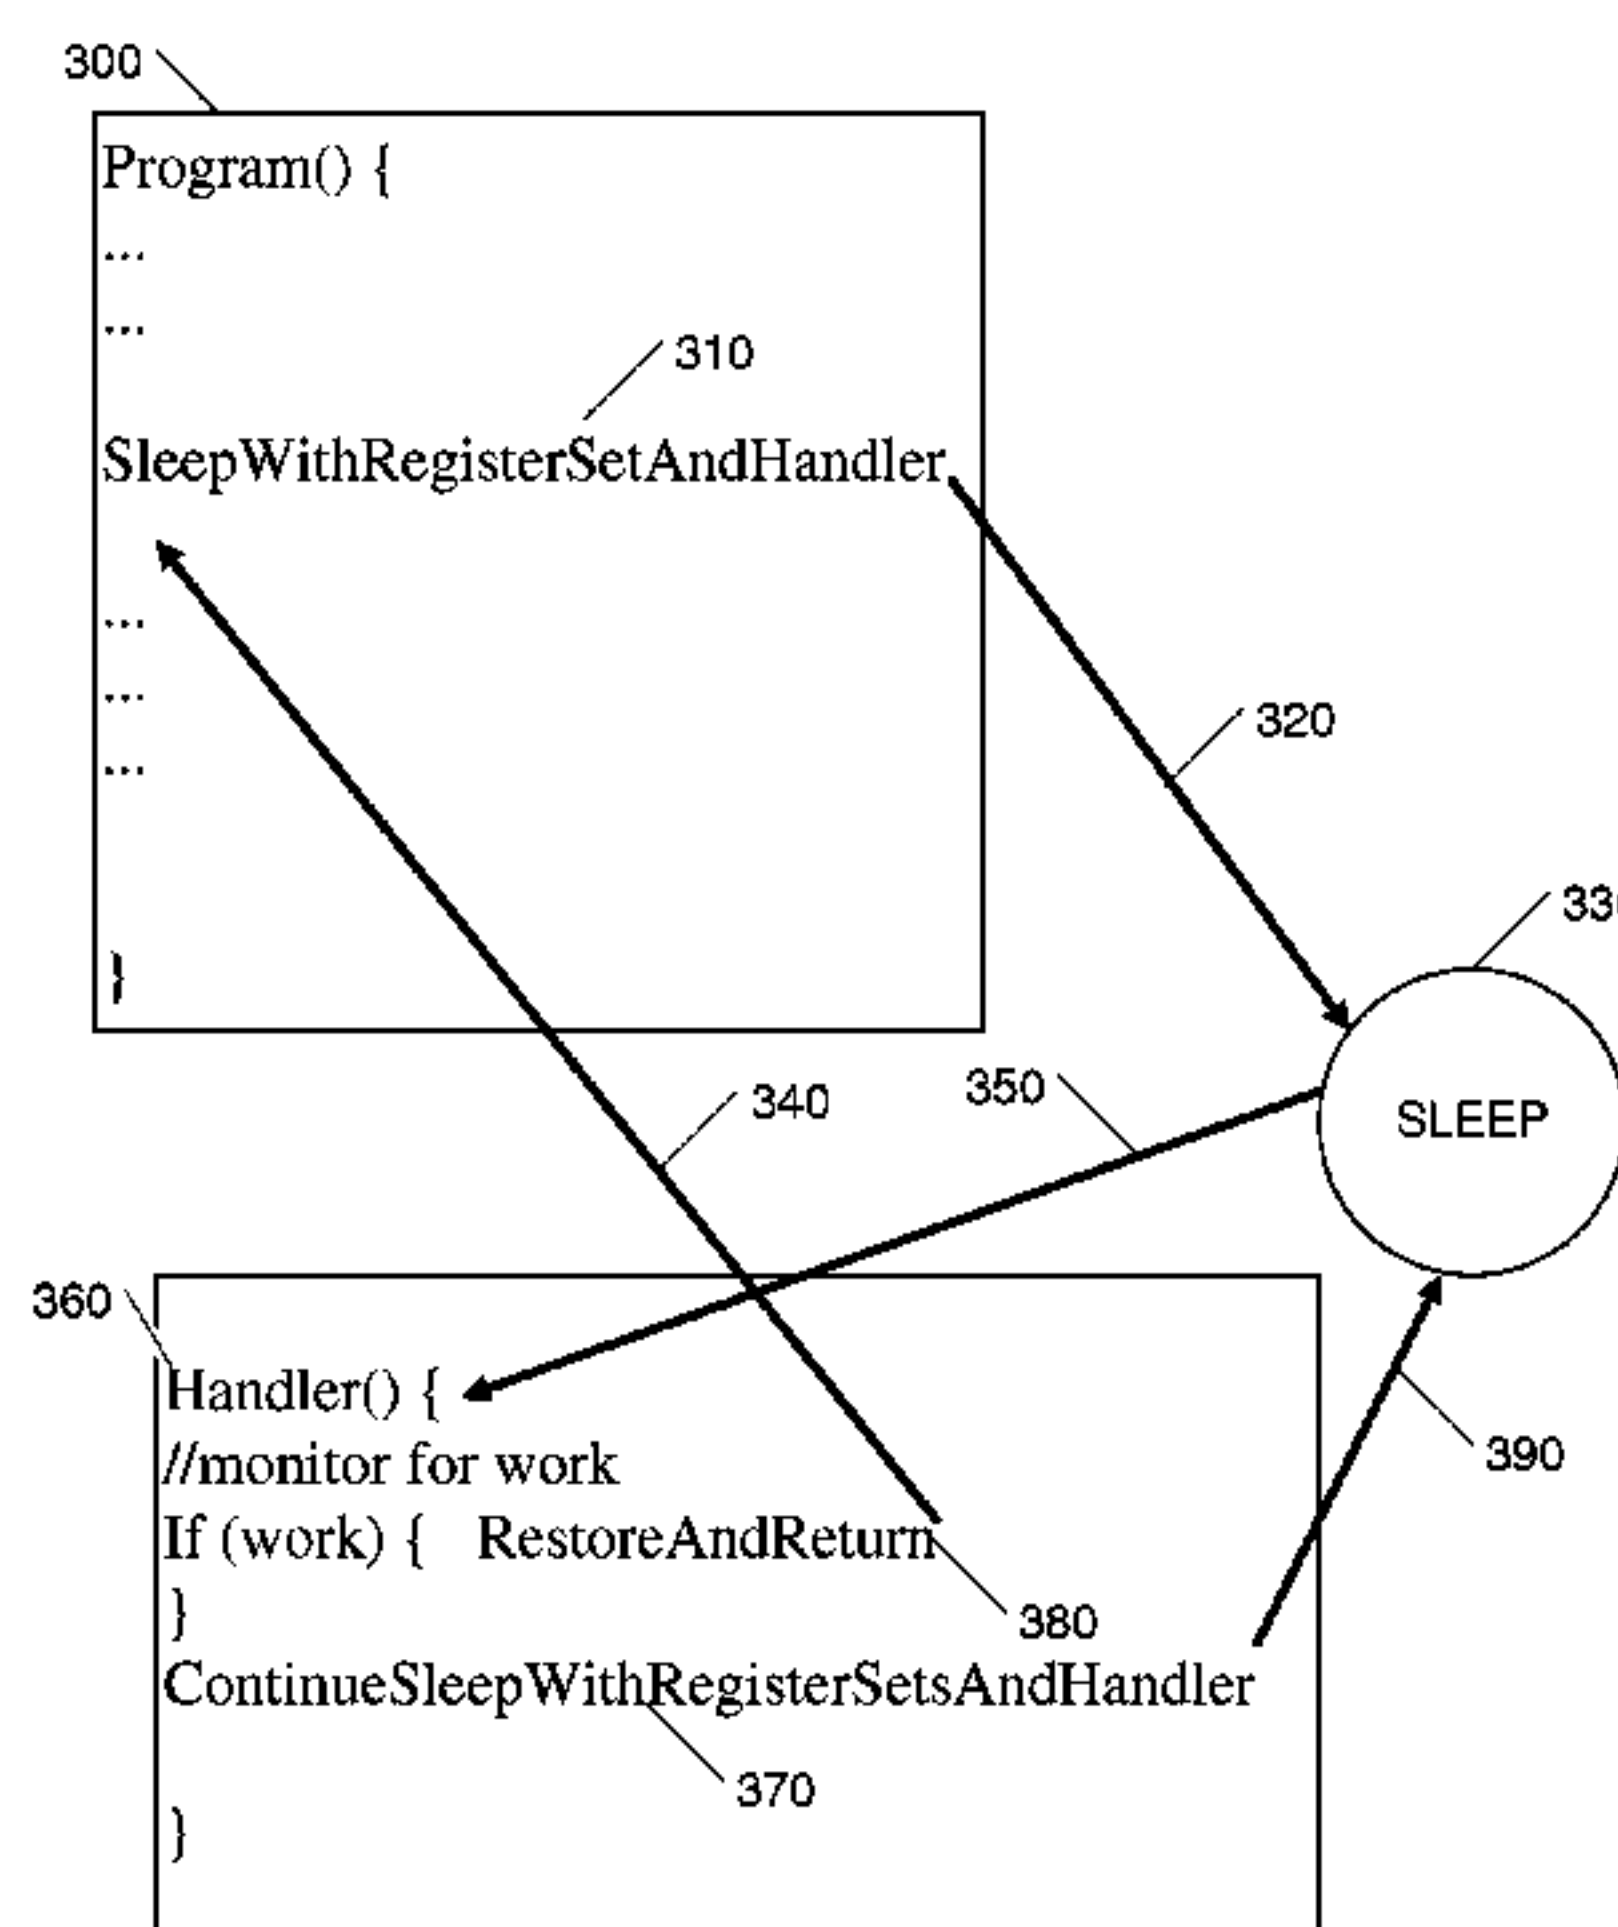 300
Program() {
...
...
310
SleepWithRegisterSetAndHandler
...
...
...
320
}
330
340
350
SLEEP
360
Handler() {
//monitor for work
If (work) { RestoreAndReturn
390
}
380
ContinueSleepWithRegisterSetsAndHandler
370
}